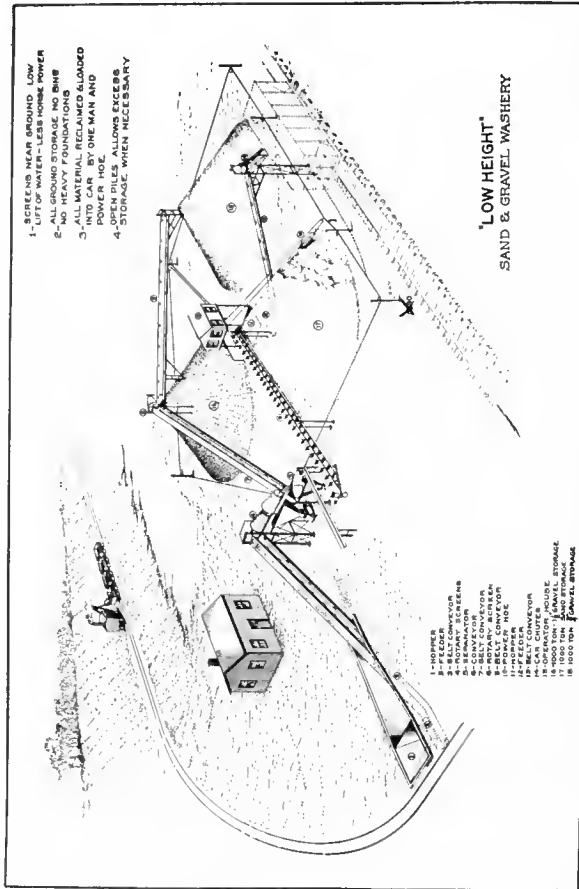 1-SCREENS NEAR GROUND LOW
LIFT OF WATER-LESS HORSE POWER
2-ALL GROUND STORAGE NO BINS
NO HEAVY FOUNDATIONS
3-ALL MATERIAL RECLAIMED & LOADED
INTO CAR BY ONE MAN AND
POWER HOE
4-OPEN PILES ALLOWS EXCESS
STORAGE, WHEN NECESSARY
"LOW HEIGHT"
SAND & GRAVEL WASHERY
1-HOPPER
2-FEEDER
3-BELT CONVEYOR
4-ROTARY SCREENS
5-SEPARATOR
6-CONVEYOR
7-BELT CONVEYOR
8-ROTARY SCREEN
9-BELT CONVEYOR
10-POWER HOE
11-HOPPER
12-FEEDER
13-BELT CONVEYOR
14-CAR CHUTES
15-OPERATOR HOUSE
16 1000 TON GRAVEL STORAGE
17 1000 TON SAND STORAGE
18 1000 TON GRAVEL STORAGE